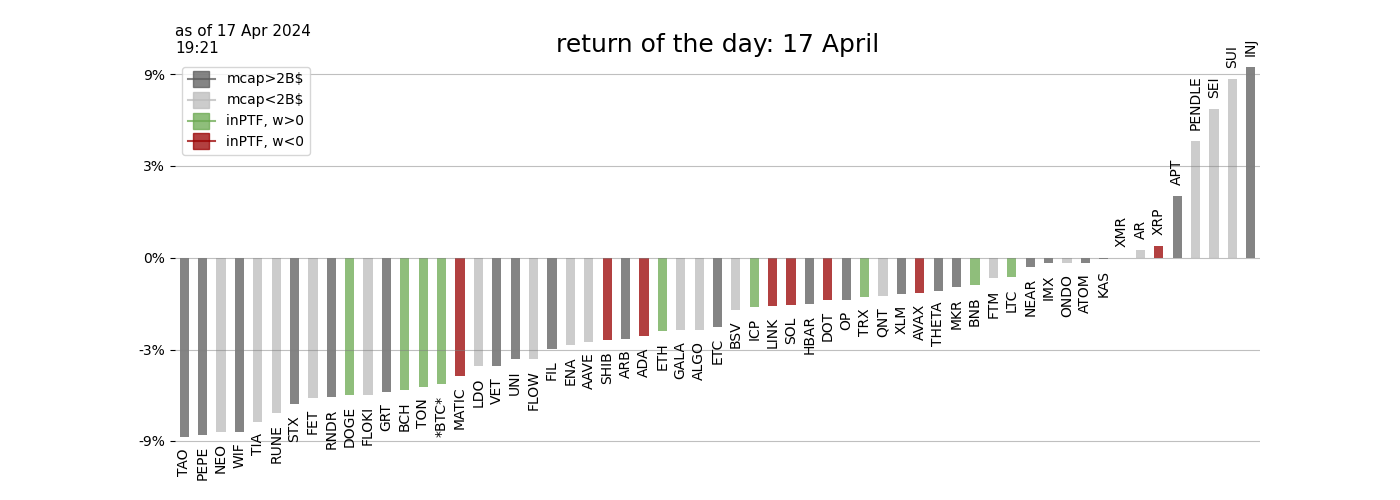 as of 17 Apr 2024
19:21
return of the day: 17 April
mcap>2B$
mcap<2B$
inPTF, w>0
inPTF, w<0
9%
3%
0%
-3%
-9%
TAO
PEPE
NEO
WIF
TIA
RUNE
STX
FET
RNDR
DOGE
FLOKI
GRT
BCH
TON
*BTC*
MATIC
LDO
VET
UNI
FLOW
FIL
ENA
AAVE
SHIB
ARB
ADA
ETH
GALA
ALGO
ETC
BSV
ICP
LINK
SOL
HBAR
DOT
OP
TRX
QNT
XLM
AVAX
THETA
MKR
BNB
FTM
LTC
NEAR
IMX
ONDO
ATOM
KAS
XMR
AR
XRP
APT
PENDLE
SEI
SUI
INJ